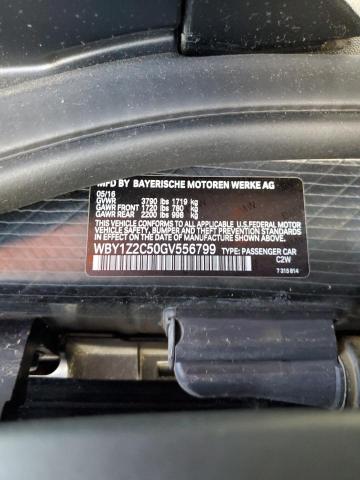 MFD BY BAYERISCHE MOTOREN WERKE AG
05/16
GVWR 3790 lbs 1719 kg
GAWR FRONT 1720 lbs 780 kg
GAWR REAR 2200 lbs 998 kg
THIS VEHICLE CONFORMS TO ALL APPLICABLE U.S. FEDERAL MOTOR
VEHICLE SAFETY, BUMPER AND THEFT PREVENTION STANDARDS
IN EFFECT ON THE DATE OF MANUFACTURE SHOWN ABOVE.
WBY1Z2C50GV556799 TYPE: PASSENGER CAR
C2W
7 315 814